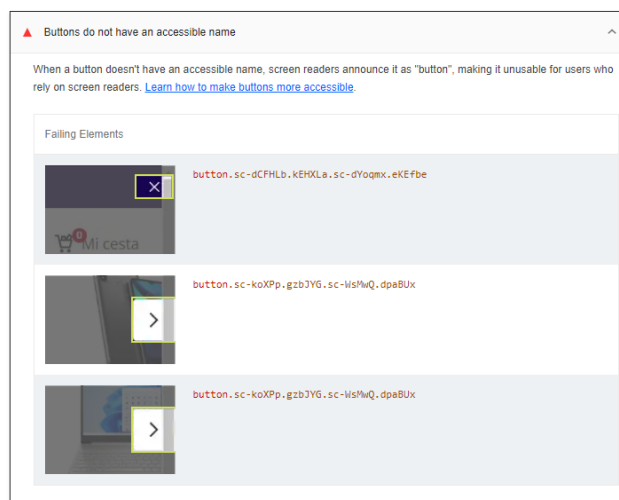 Buttons do not have an accessible name
When a button doesn't have an accessible name, screen readers announce it as "button", making it unusable for users who
rely on screen readers. Learn how to make buttons more accessible.
Failing Elements
button.sc-dCFHLb.kEHXLa.sc-dYoqmx.eKEfbe
0
Mi cesta
button.sc-koXPp.gzbJYG.sc-WsMwQ.dpaBUx
button.sc-koXPp.gzbJYG.sc-WsMwQ.dpaBUx